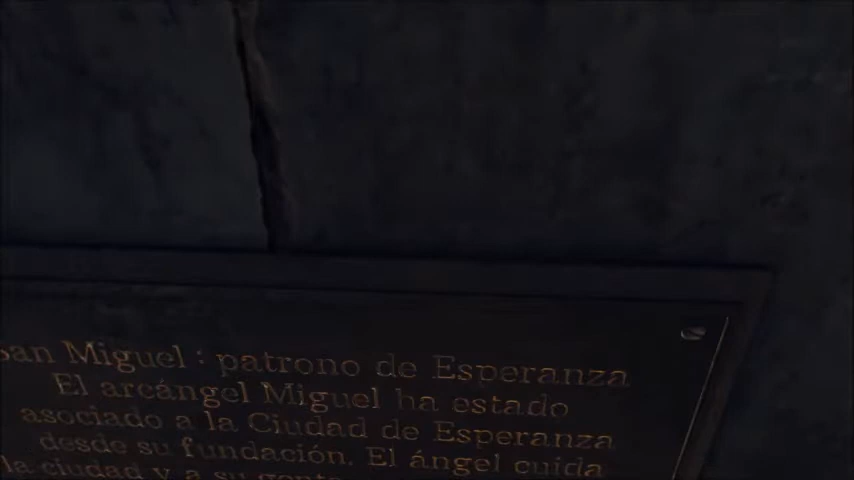 San Miguel : patrono de Esperanza
El arcángel Miguel ha estado
asociado a la Ciudad de Esperanza
desde su fundación. El ángel cuida
la ciudad y a su gente